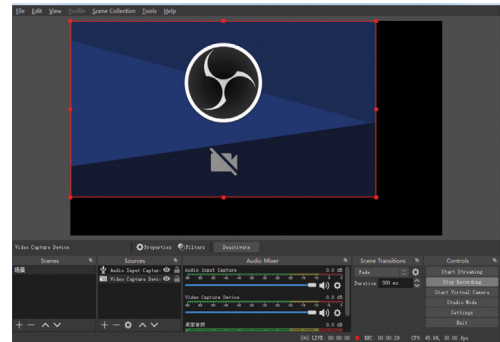 File Edit View Profile Scene Collection Tools Help
Video Capture Device Properties Filters Deactivate
Scenes Sources Audio Mixer Scene Transitions Controls
场景
Audio Input Captur
Video Capture Devi
Audio Input Capture 0.0 dB
Video Capture Device 0.0 dB
桌面音频 0.0 dB
Fade
Duration 300 ms
Start Streaming
Stop Recording
Start Virtual Camera
Studio Mode
Settings
Exit
LIVE: 00:00:00 REC: 00:00:29 CPU: 45.0%, 30.00 fps